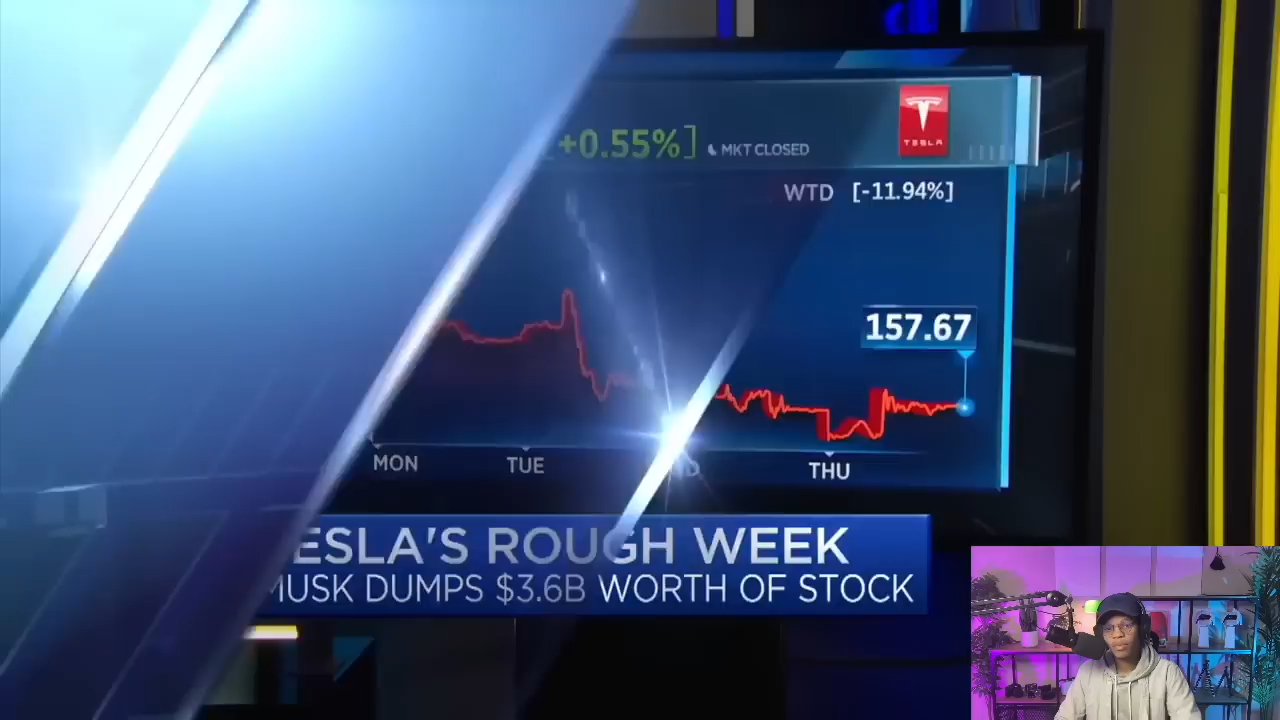 +0.55%] MKT CLOSED
TESLA
WTD [-11.94%]
157.67
MON TUE THU
ESLA'S ROUGH WEEK
MUSK DUMPS $3.6B WORTH OF STOCK